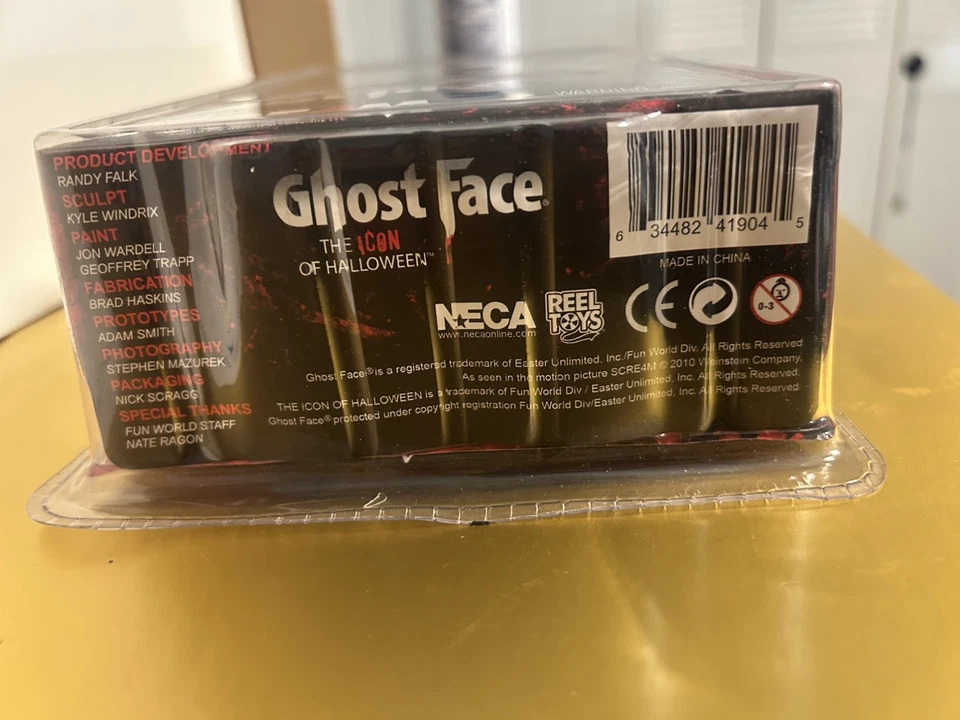 WARNING
PRODUCT DEVELOPMENT
RANDY FALK
SCULPT
KYLE WINDRIX
PAINT
JON WARDELL
GEOFFREY TRAPP
FABRICATION
BRAD HASKINS
PROTOTYPES
ADAM SMITH
PHOTOGRAPHY
STEPHEN MAZUREK
PACKAGING
NICK SCRAGG
SPECIAL THANKS
FUN WORLD STAFF
NATE RAGON
Ghost Face®
THE ICON
OF HALLOWEEN™
6 34482 41904 5
MADE IN CHINA
NECA
www.necaonline.com
REEL
TOYS
CE
0-3
Ghost Face® is a registered trademark of Easter Unlimited. Inc./Fun World Div. All Rights Reserved
As seen in the motion picture SCRE4M © 2010 Weinstein Company.
THE ICON OF HALLOWEEN is a trademark of Fun World Div / Easter Unlimited, Inc. All Rights Reserved.
Ghost Face® protected under copyright registration Fun World Div/Easter Unlimited, Inc. All Rights Reserved.